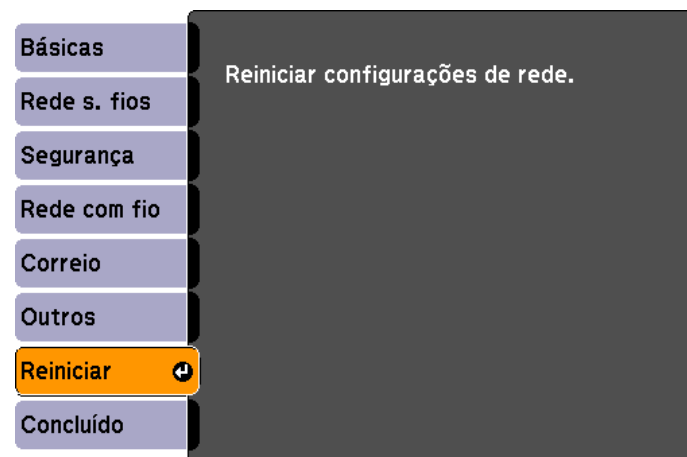 Básicas
Rede s. fios
Segurança
Rede com fio
Correio
Outros
Reiniciar
Concluído
Reiniciar configurações de rede.